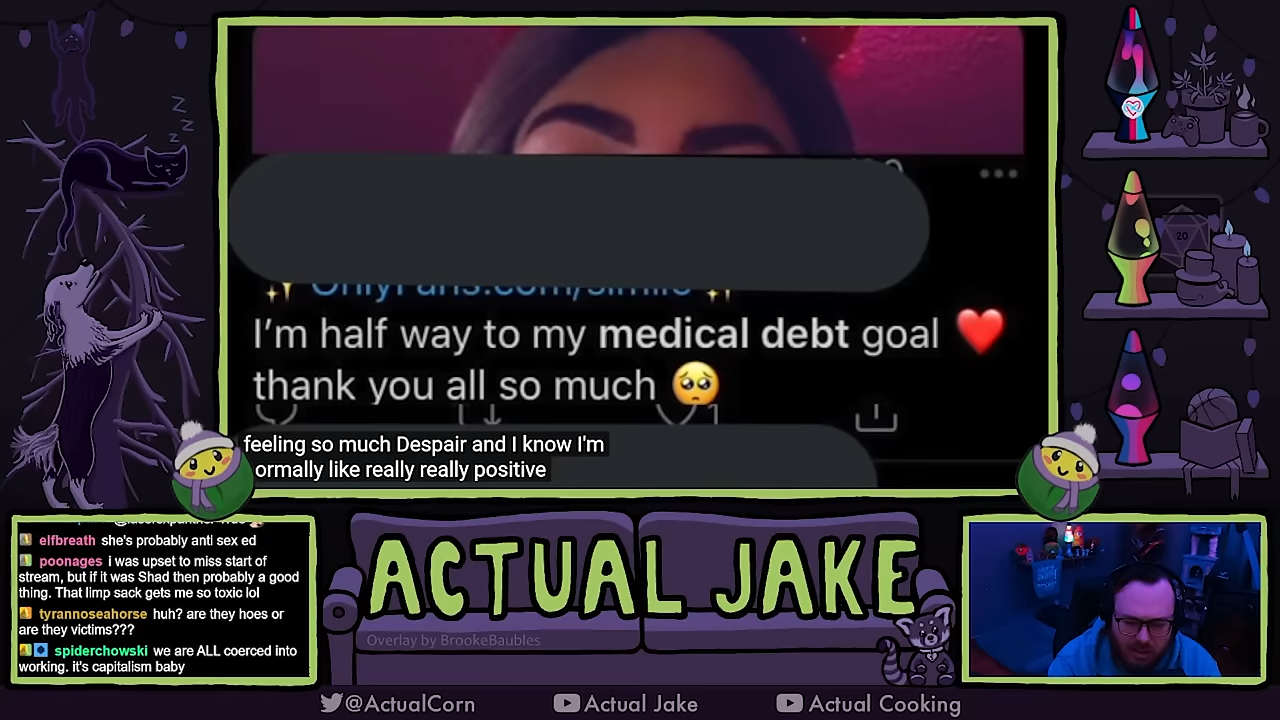 I'm half way to my medical debt goal ❤️
thank you all so much 🥺
feeling so much Despair and I know I'm
ormally like really really positive
elfbreath she's probably anti sex ed
poonages i was upset to miss start of
stream, but if it was Shad then probably a good
thing. That limp sack gets me so toxic lol
tyrannoseahorse huh? are they hoes or
are they victims???
spiderchowski we are ALL coerced into
working. it's capitalism baby
ACTUAL JAKE
Overlay by BrookeBaubles
@ActualCorn
Actual Jake
Actual Cooking
20
z z z z